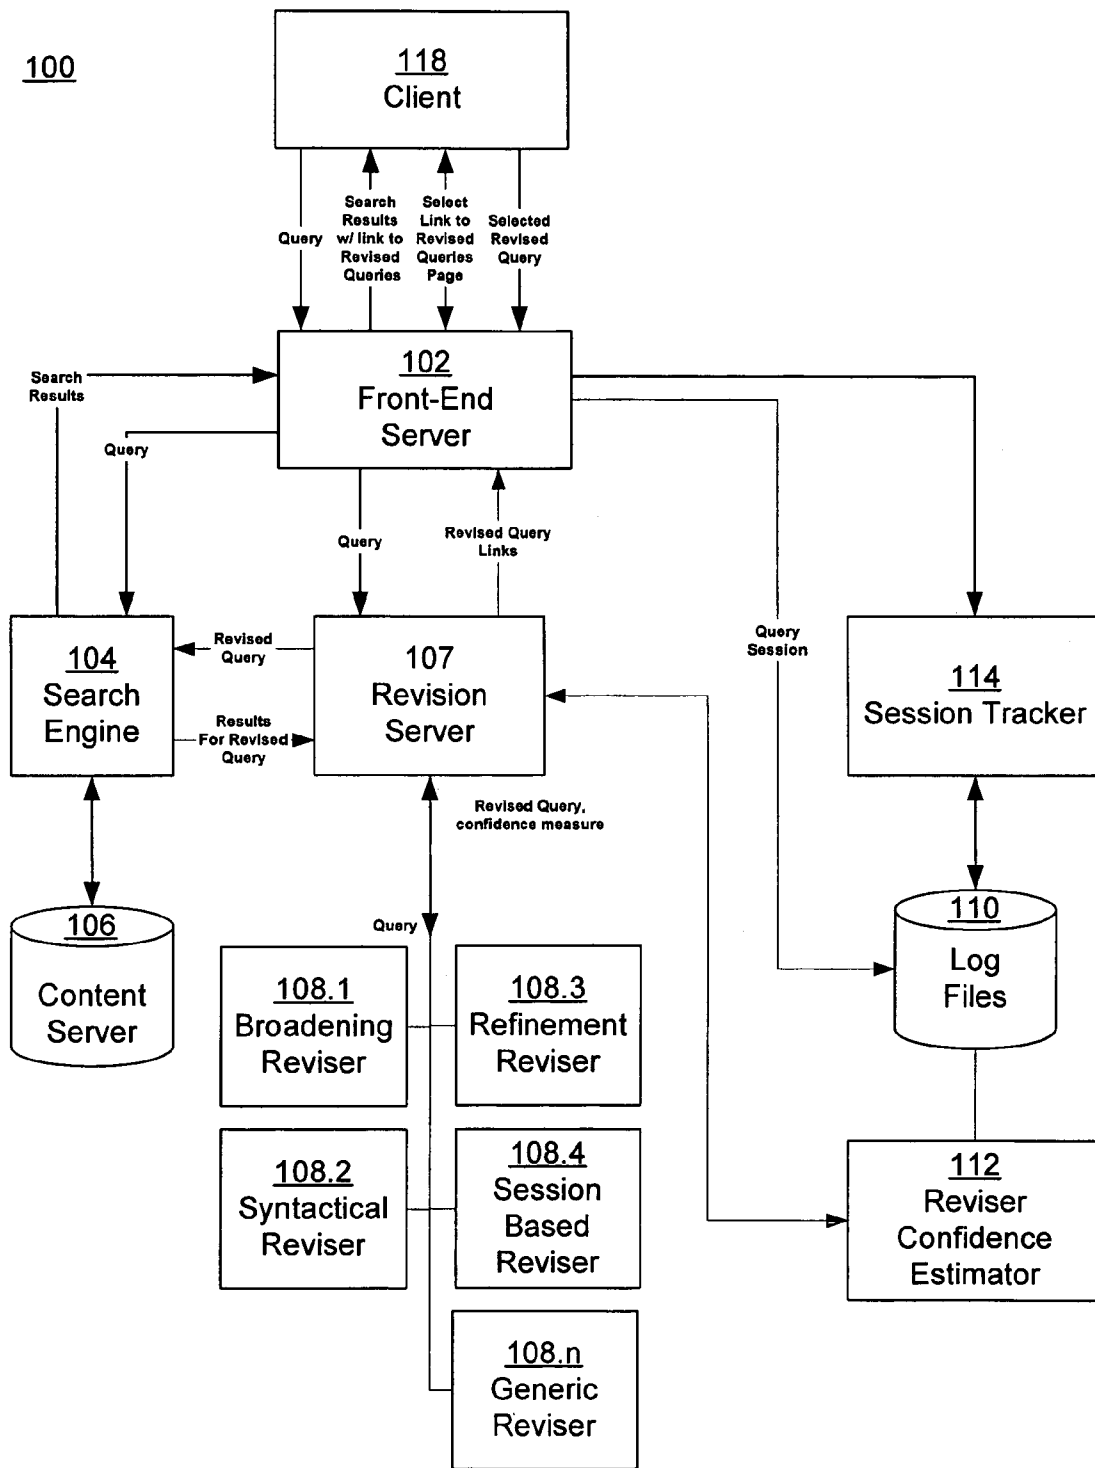 100
118
Client
Query
Search
Results
w/ link to
Revised
Queries
Select
Link to
Revised
Queries
Page
Selected
Revised
Query
102
Front-End
Server
Search
Results
Query
Query
Revised Query
Links
Query
Session
104
Search
Engine
Revised
Query
Results
For Revised
Query
107
Revision
Server
114
Session Tracker
Revised Query,
confidence measure
Query
106
Content
Server
110
Log
Files
108.1
Broadening
Reviser
108.3
Refinement
Reviser
108.2
Syntactical
Reviser
108.4
Session
Based
Reviser
112
Reviser
Confidence
Estimator
108.n
Generic
Reviser